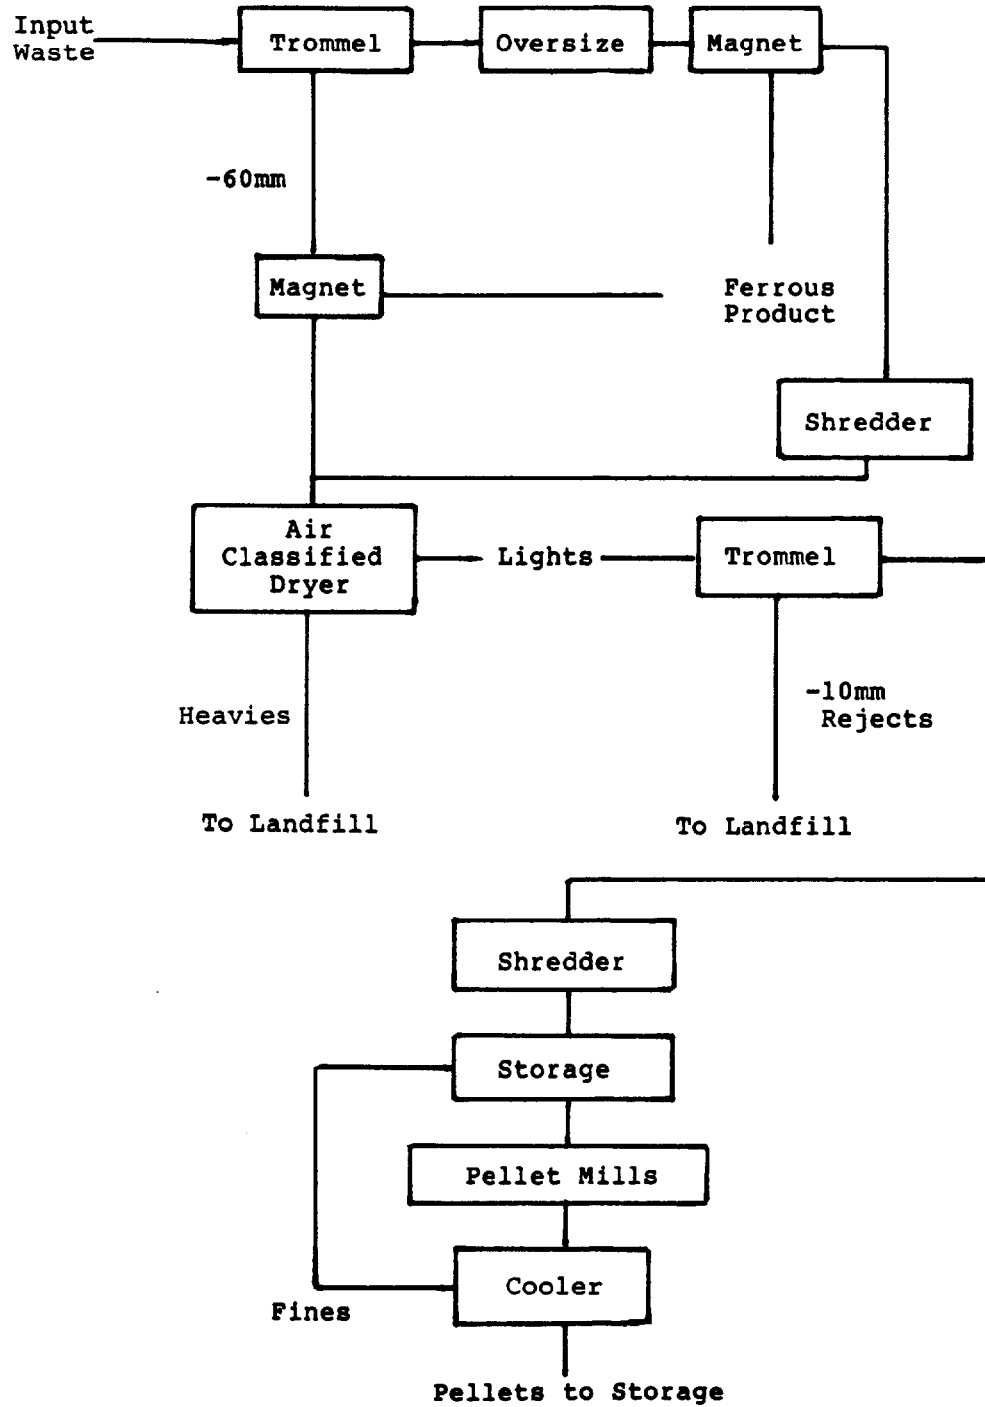 Input
Waste
Trommel
Oversize
Magnet
-60mm
Magnet
Ferrous
Product
Shredder
Air
Classified
Dryer
Lights
Trommel
Heavies
-10mm
Rejects
To Landfill
To Landfill
Shredder
Storage
Pellet Mills
Cooler
Fines
Pellets to Storage